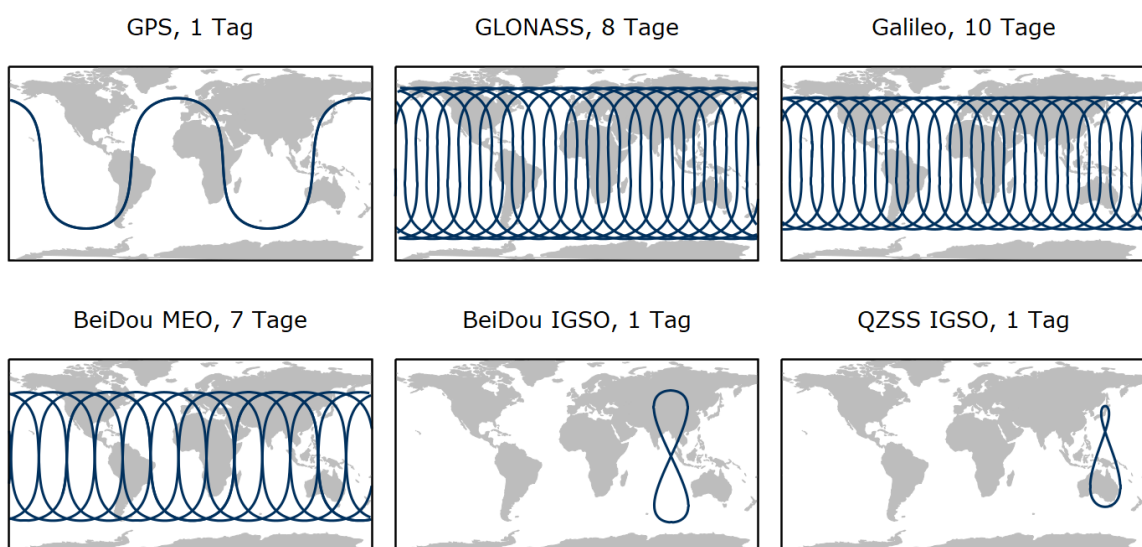 GPS, 1 Tag
GLONASS, 8 Tage
Galileo, 10 Tage
BeiDou MEO, 7 Tage
BeiDou IGSO, 1 Tag
QZSS IGSO, 1 Tag